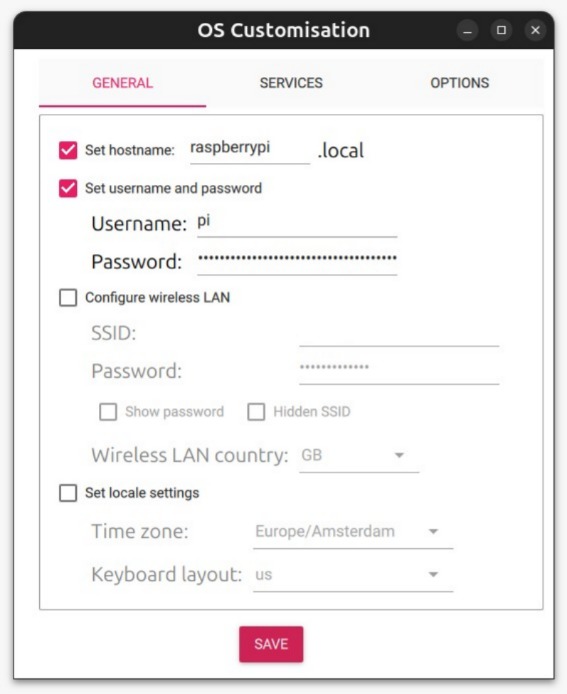 OS Customisation
GENERAL SERVICES OPTIONS
Set hostname: raspberrypi .local
Set username and password
Username: pi
Password: ••••••••••••••••••••••••••••••••••••••
Configure wireless LAN
SSID:
Password: •••••••••••••
Show password Hidden SSID
Wireless LAN country: GB
Set locale settings
Time zone: Europe/Amsterdam
Keyboard layout: us
SAVE